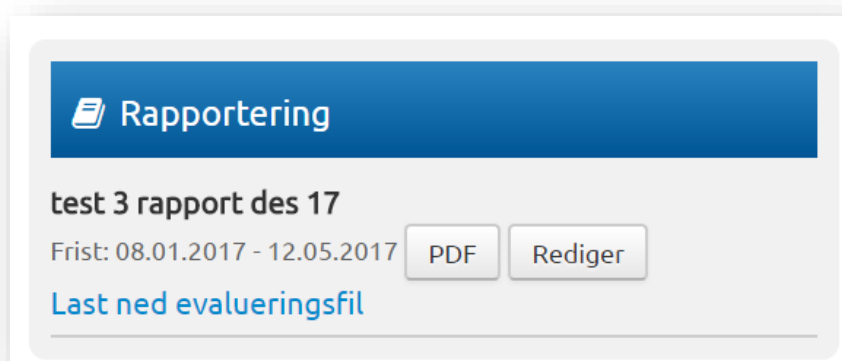 Rapportering
test 3 rapport des 17
Frist: 08.01.2017 - 12.05.2017 PDF Rediger
Last ned evalueringsfil